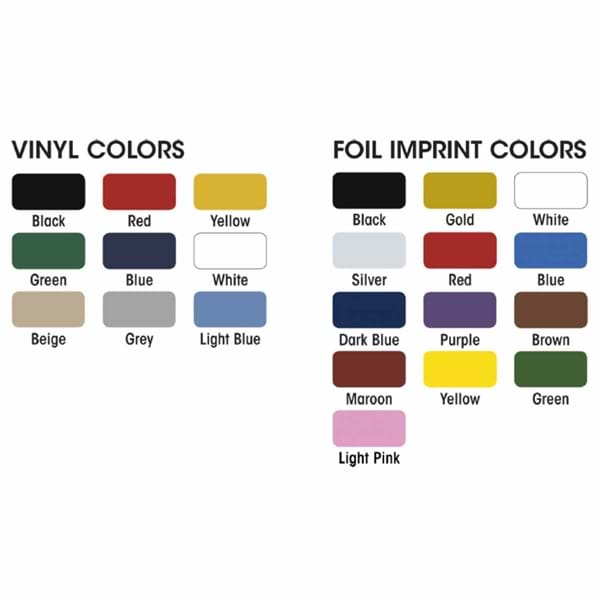 VINYL COLORS
Black Red Yellow
Green Blue White
Beige Grey Light Blue
FOIL IMPRINT COLORS
Black Gold White
Silver Red Blue
Dark Blue Purple Brown
Maroon Yellow Green
Light Pink